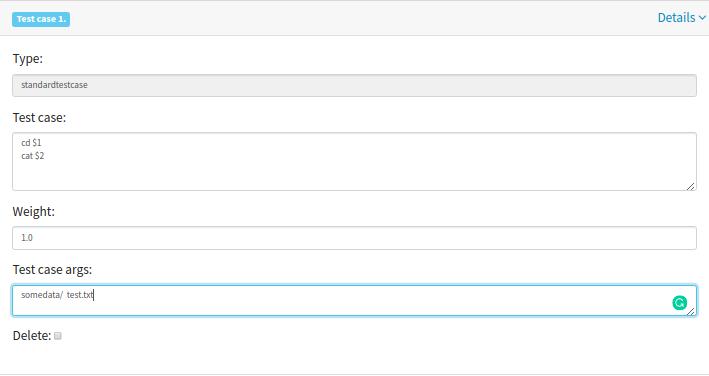 Test case 1.
Details
Type:
standardtestcase
Test case:
cd $1
cat $2
Weight:
1.0
Test case args:
somedata/ test.txt
Delete: